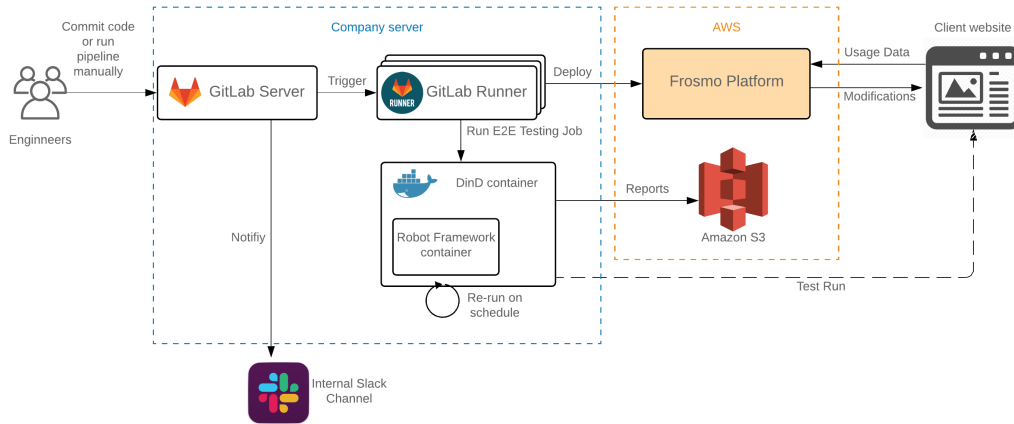 Commit code
or run
pipeline
manually
Enginneers
Company server
GitLab Server
Trigger
RUNNER
GitLab Runner
Deploy
Run E2E Testing Job
DinD container
Robot Framework
container
Re-run on
schedule
Notifiy
Internal Slack
Channel
AWS
Frosmo Platform
Reports
Amazon S3
Usage Data
Modifications
Client website
Test Run